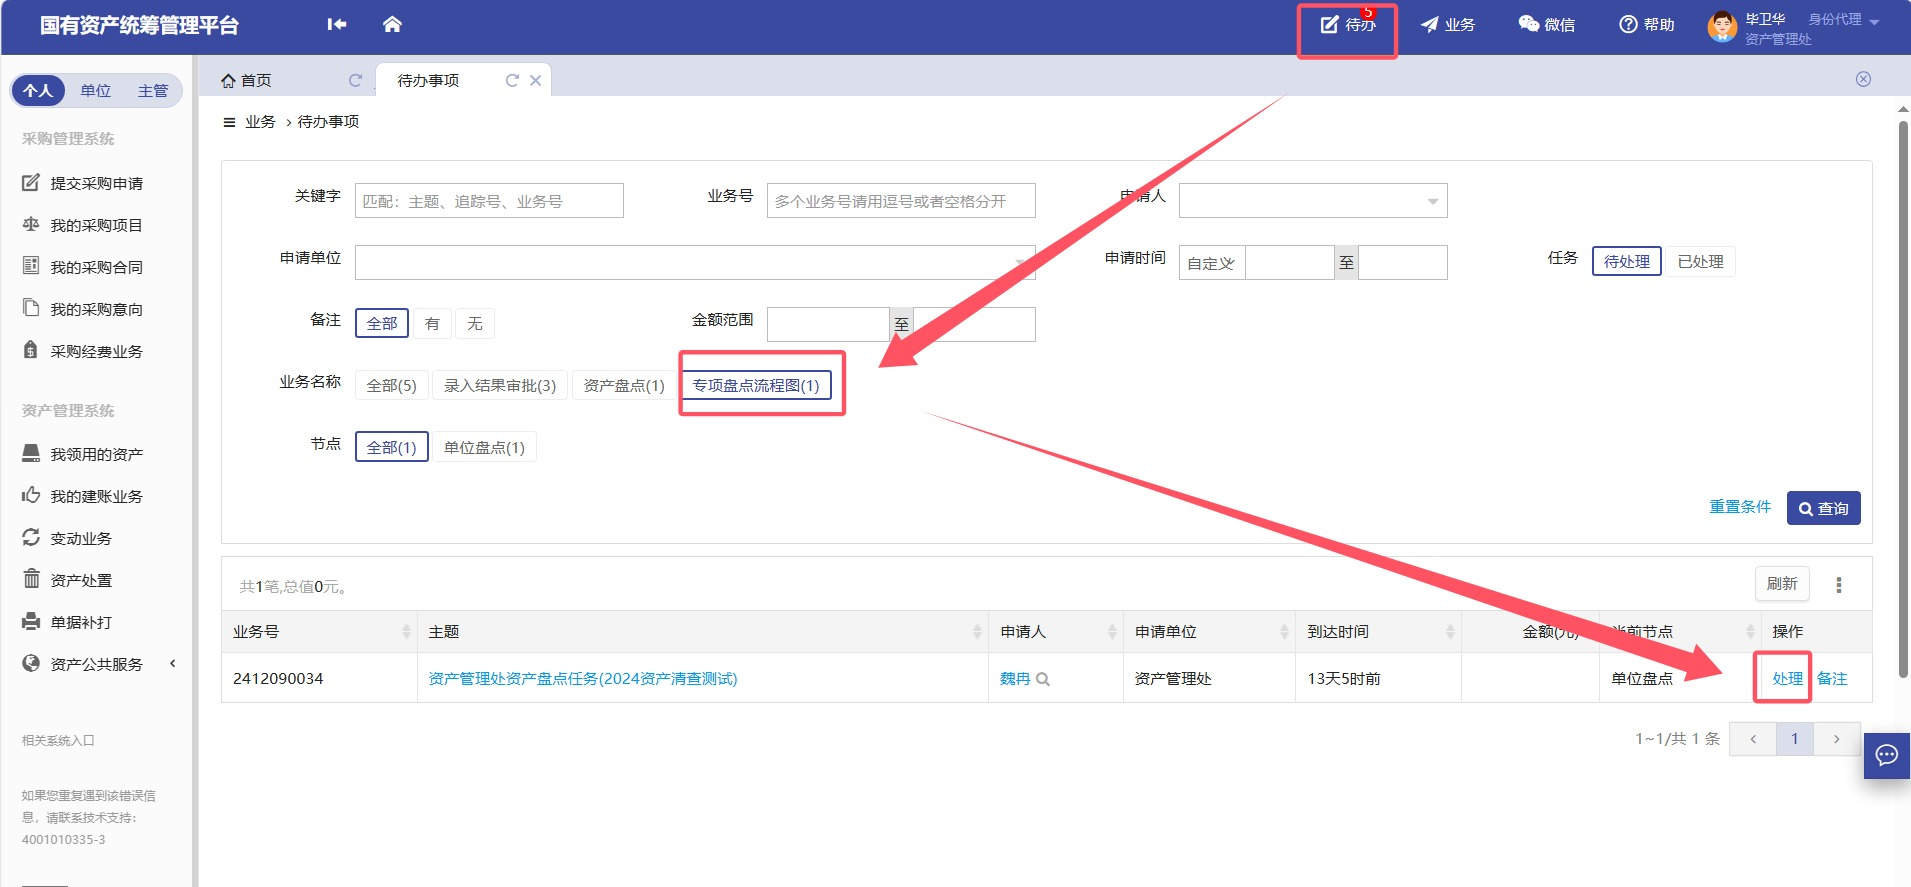 国有资产统筹管理平台
待办
5
业务
微信
帮助
毕卫华
身份代理
资产管理处
个人
单位
主管
首页
待办事项
业务
待办事项
采购管理系统
提交采购申请
我的采购项目
我的采购合同
我的采购意向
采购经费业务
资产管理系统
我领用的资产
我的建账业务
变动业务
资产处置
单据补打
资产公共服务
相关系统入口
如果您重复遇到该错误信
息，请联系技术支持：
4001010335-3
关键字
匹配：主题、追踪号、业务号
业务号
多个业务号请用逗号或者空格分开
申请人
申请单位
申请时间
自定义
至
任务
待处理
已处理
备注
全部
有
无
金额范围
至
业务名称
全部(5)
录入结果审批(3)
资产盘点(1)
专项盘点流程图(1)
节点
全部(1)
单位盘点(1)
重置条件
查询
共1笔,总值0元。
刷新
业务号
主题
申请人
申请单位
到达时间
金额(元)
当前节点
操作
2412090034
资产管理处资产盘点任务(2024资产清查测试)
魏冉
资产管理处
13天5时前
单位盘点
处理
备注
1~1/共 1 条
1